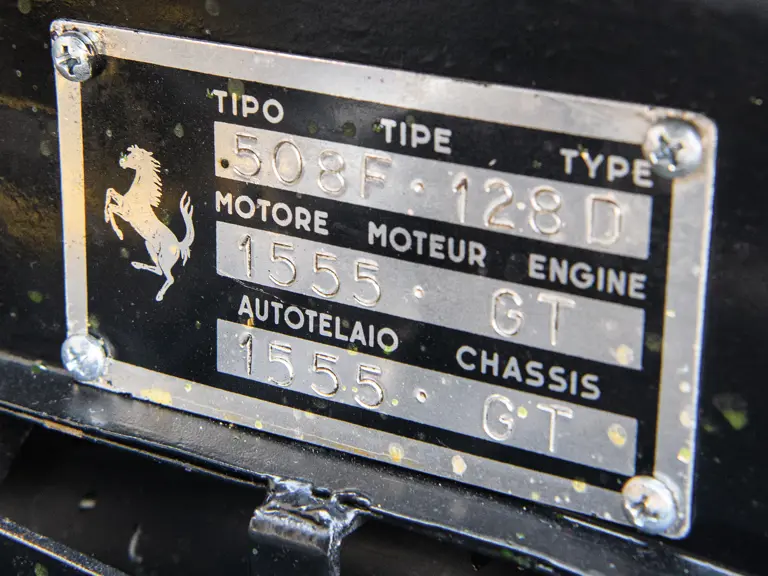 TIPO TIPE TYPE
508F · 128D
MOTORE MOTEUR ENGINE
1555 · GT
AUTOTELAIO CHASSIS
1555 · GT